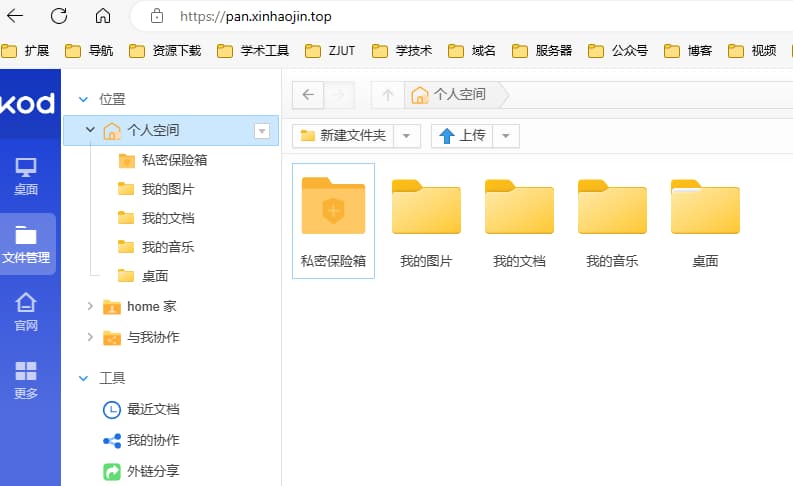 https://pan.xinhaojin.top
扩展 导航 资源下载 学术工具 ZJUT 学技术 域名 服务器 公众号 博客 视频
kod
桌面
文件管理
官网
更多
位置
个人空间
私密保险箱
我的图片
我的文档
我的音乐
桌面
home 家
与我协作
工具
最近文档
我的协作
外链分享
个人空间
新建文件夹 上传
私密保险箱 我的图片 我的文档 我的音乐 桌面